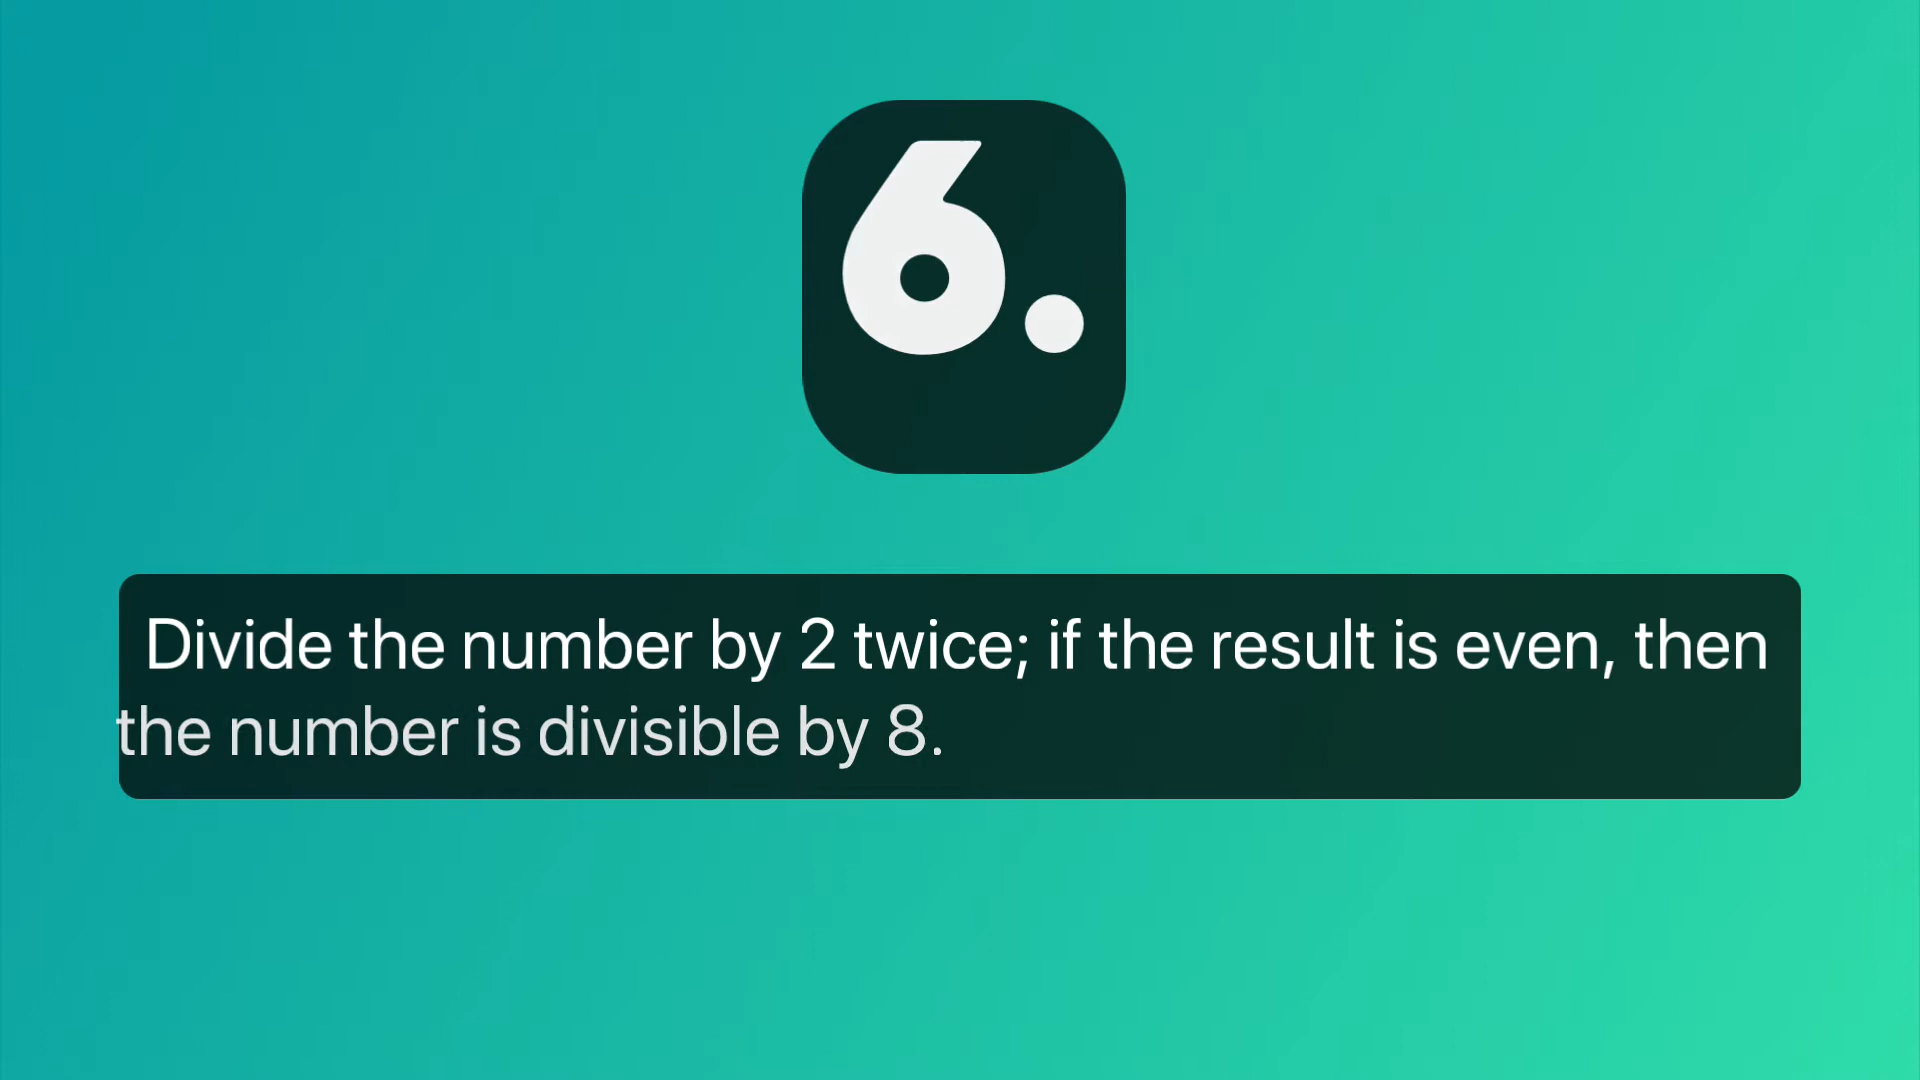 6.
Divide the number by 2 twice; if the result is even, then
the number is divisible by 8.